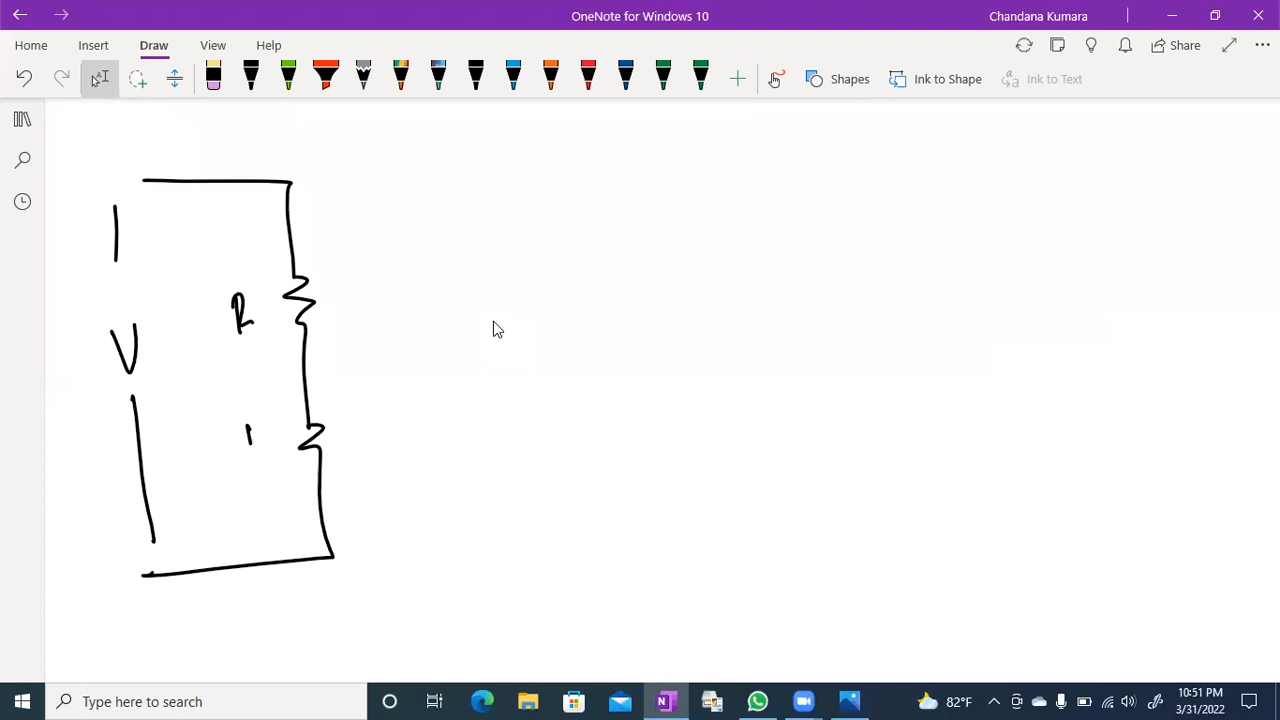 OneNote for Windows 10
Chandana Kumara
Home
Insert
Draw
View
Help
Share
Shapes
Ink to Shape
Ink to Text
V
R
Type here to search
82°F
10:51 PM
3/31/2022